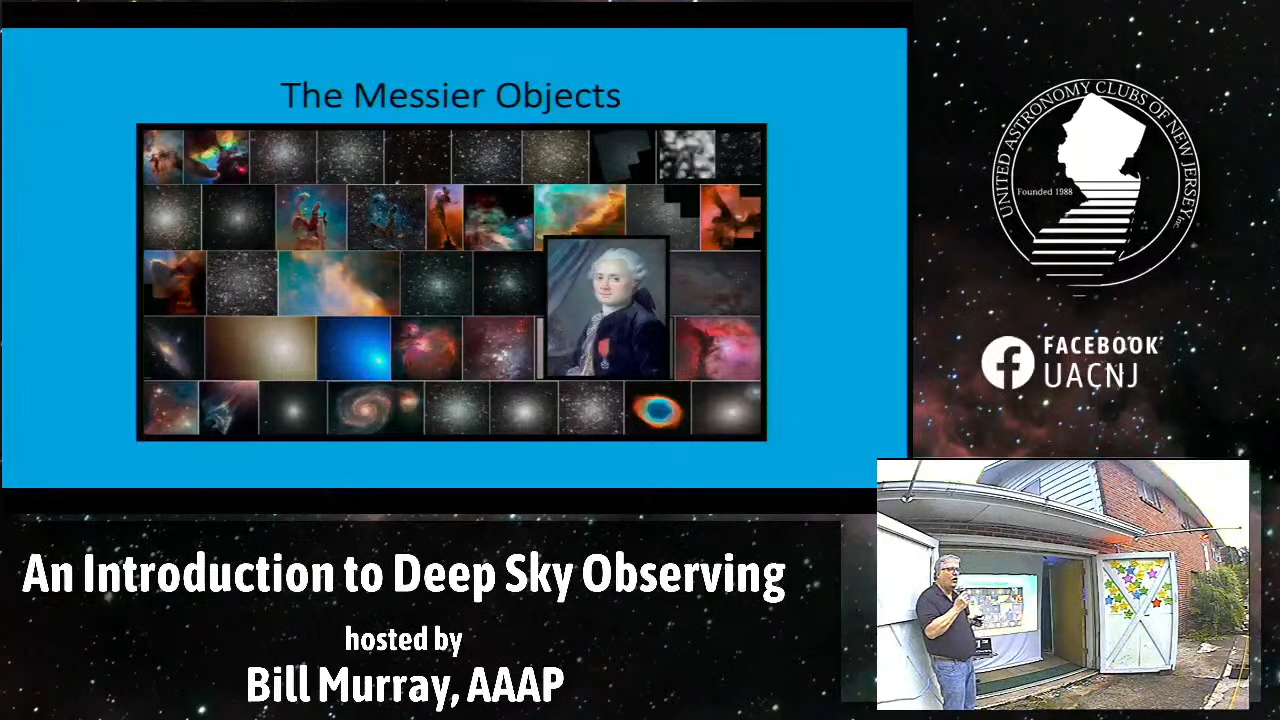 The Messier Objects
UNITED ASTRONOMY CLUBS OF NEW JERSEY Inc.
Founded 1988
FACEBOOK
UACNJ
An Introduction to Deep Sky Observing
hosted by
Bill Murray, AAAP